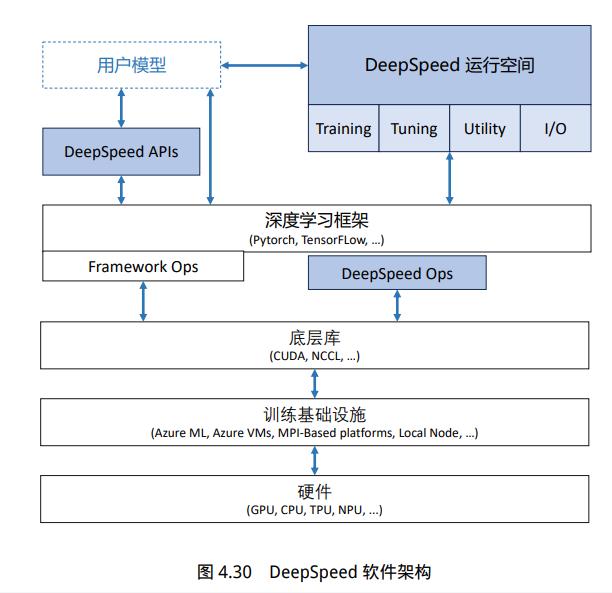 用户模型
DeepSpeed 运行空间
Training
Tuning
Utility
I/O
DeepSpeed APIs
深度学习框架
(Pytorch, TensorFLow, ...)
Framework Ops
DeepSpeed Ops
底层库
(CUDA, NCCL, ...)
训练基础设施
(Azure ML, Azure VMs, MPI-Based platforms, Local Node, ...)
硬件
(GPU, CPU, TPU, NPU, ...)
图 4.30 DeepSpeed 软件架构